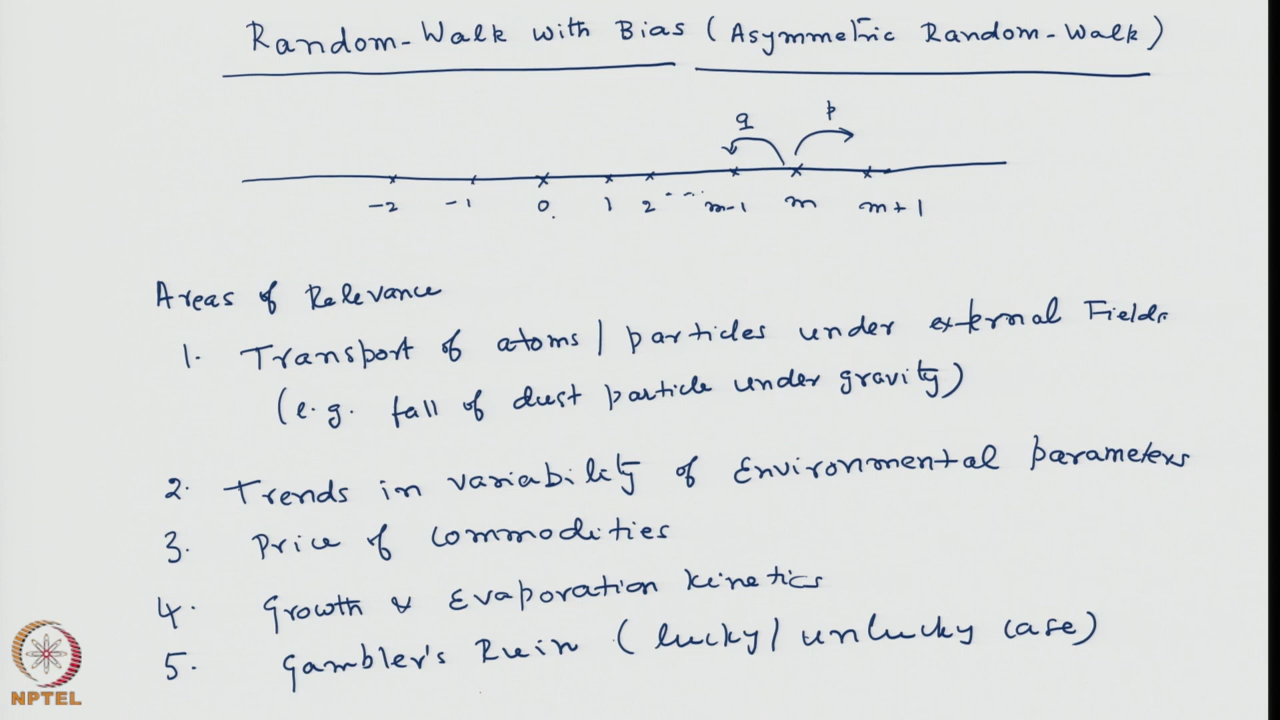 Random-Walk with Bias (Asymmetric Random-Walk)
q p
-2 -1 0 1 2 ... m-1 m m+1
Areas of Relevance
1. Transport of atoms / particles under external Fields
(e.g. fall of dust particle under gravity)
2. Trends in variability of Environmental parameters
3. Price of commodities
4. Growth & Evaporation kinetics
5. Gambler's Ruin (lucky / unlucky case)
NPTEL